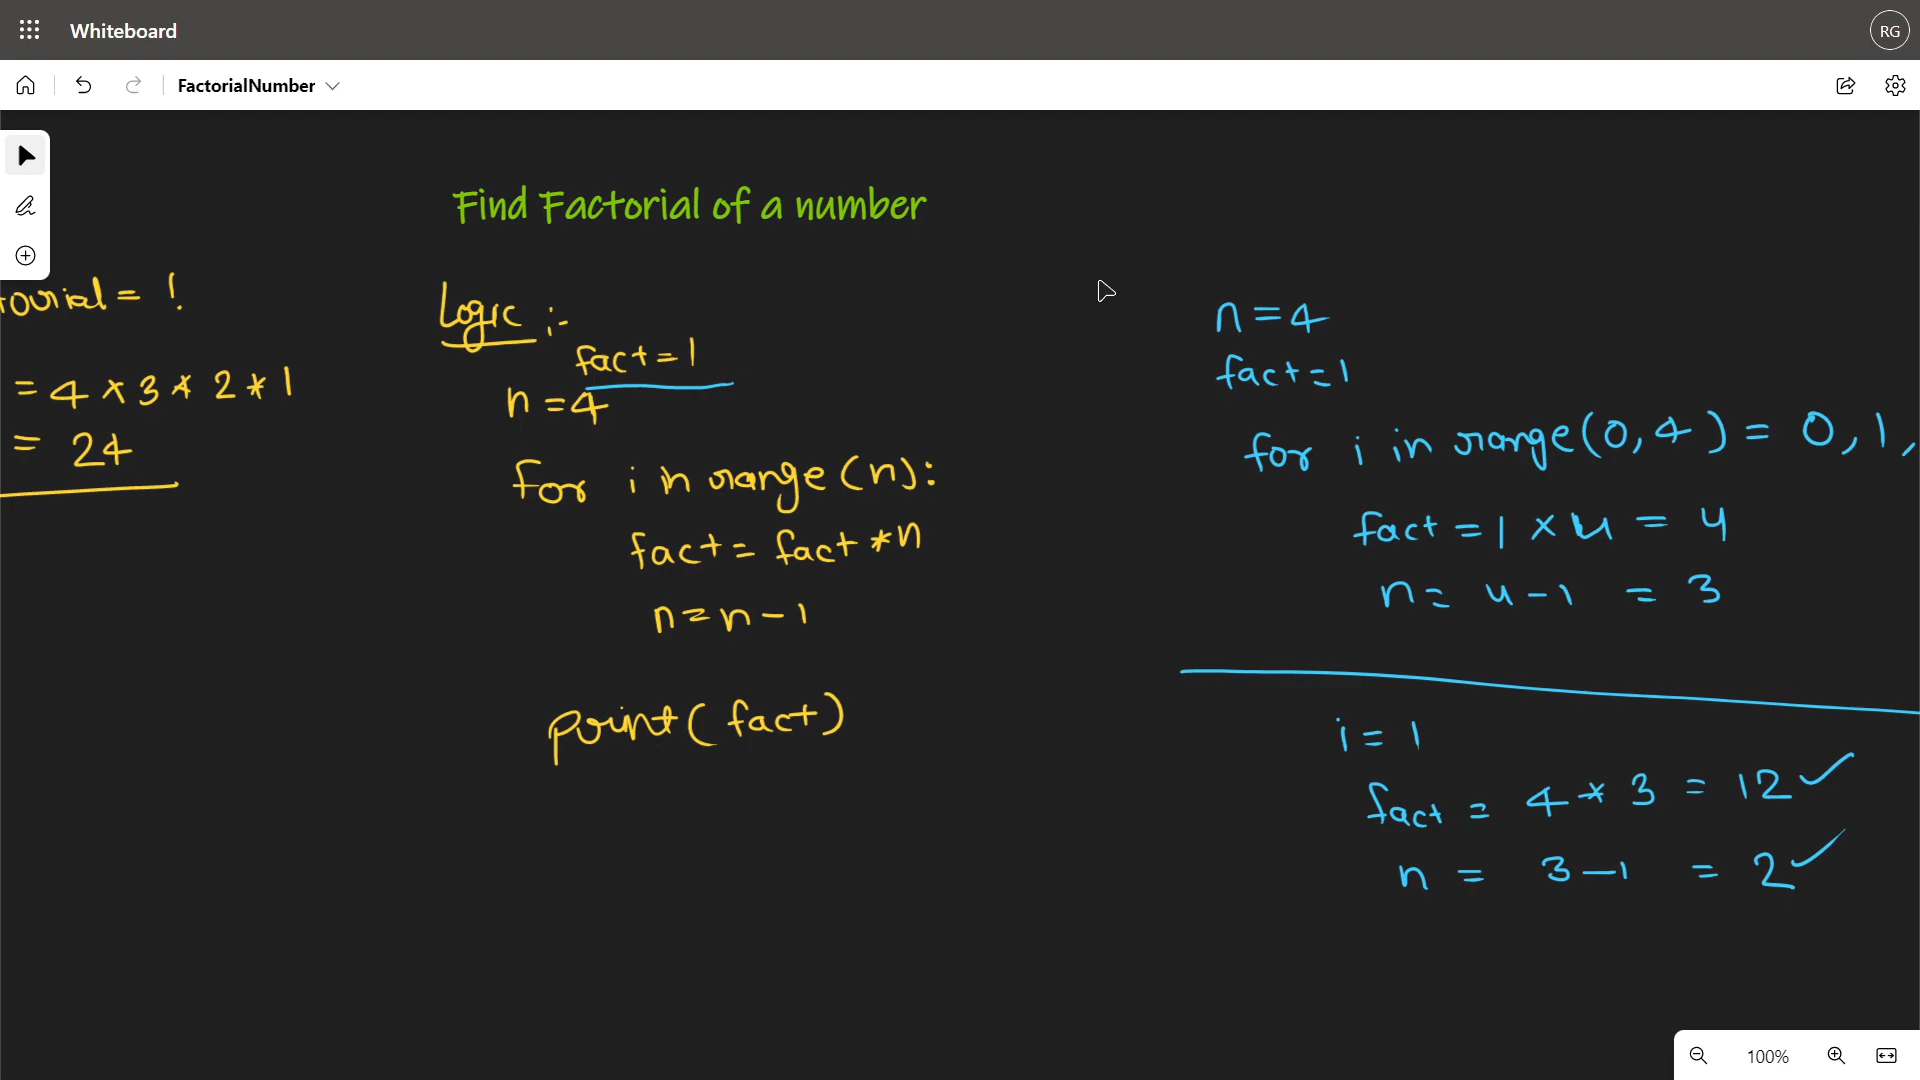 Whiteboard
RG
FactorialNumber
Find Factorial of a number
torial = !
= 4 x 3 * 2 * 1
= 24
Logic :-
fact = 1
n = 4
for i in range(n):
fact = fact * n
n = n - 1
print(fact)
n = 4
fact = 1
for i in range(0,4) = 0, 1,
fact = 1 x 4 = 4
n = 4 - 1 = 3
i = 1
fact = 4 * 3 = 12 ✓
n = 3 - 1 = 2 ✓
100%